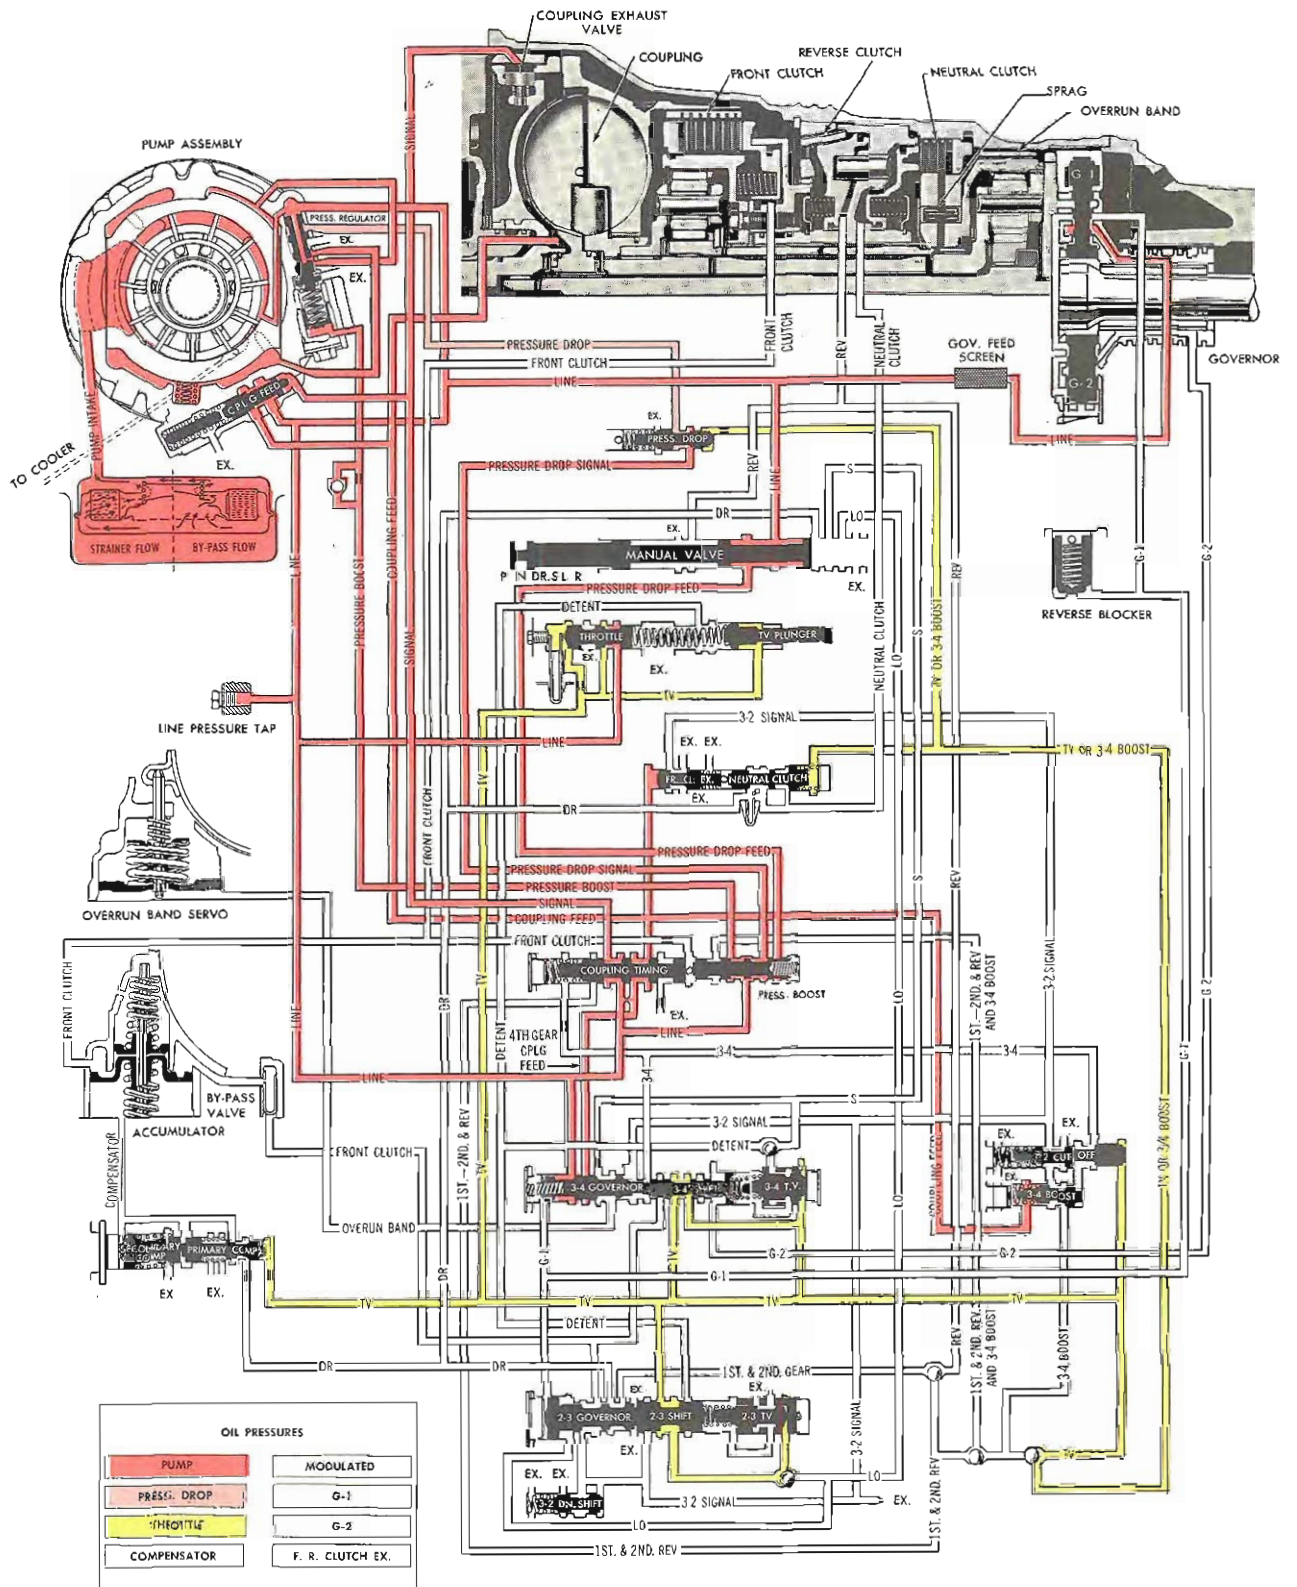 COUPLING EXHAUST
VALVE
COUPLING
REVERSE CLUTCH
FRONT CLUTCH
NEUTRAL CLUTCH
SPRAG
OVERRUN BAND
PUMP ASSEMBLY
SIGNAL
PRESS. REGULATOR
EX.
EX.
G-1
G-2
GOVERNOR
PRESSURE DROP
FRONT CLUTCH
LINE
FRONT
CLUTCH
REV
NEUTRAL
CLUTCH
GOV. FEED
SCREEN
LINE
CPLG FEED
PUMP INTAKE
TO COOLER
EX.
STRAINER FLOW
BY-PASS FLOW
EX.
PRESS. DROP
PRESSURE DROP SIGNAL
REV
LINE
S
DR
LO
EX.
MANUAL VALVE
P N DR. S L R
EX.
PRESSURE DROP FEED
DETENT
THROTTLE
TV PLUNGER
EX.
EX.
TV
LINE
PRESSURE BOOST
COUPLING FEED
SIGNAL
NEUTRAL CLUTCH
S
LO
TV OR 3-4 BOOST
REV
G-1
G-2
REVERSE BLOCKER
LINE PRESSURE TAP
LINE
3-2 SIGNAL
TV OR 3-4 BOOST
EX. EX.
FR. CL. EX.
NEUTRAL CLUTCH
EX.
DR
TV
FRONT CLUTCH
OVERRUN BAND SERVO
PRESSURE DROP FEED
PRESSURE DROP SIGNAL
PRESSURE BOOST
SIGNAL
COUPLING FEED
FRONT CLUTCH
S
REV
COUPLING TIMING
PRESS. BOOST
EX.
LINE
FRONT CLUTCH
LINE
TV
DR
DETENT
4TH GEAR
CPLG
FEED
LO
1ST.-2ND. & REV
AND 3-4 BOOST
3-2 SIGNAL
G-2
G-1
3-4
3-4
3-4
LINE
BY-PASS
VALVE
ACCUMULATOR
COMPENSATOR
FRONT CLUTCH
1ST.-2ND. & REV
TV
S
3-2 SIGNAL
DETENT
EX.
EX.
3-2 CUT OFF
EX.
3-4 BOOST
3-4 GOVERNOR
3-4 SHIFT
3-4 T.V.
COUPLING FEED
TV OR 3-4 BOOST
LO
OVERUN BAND
SECONDARY
COMP
PRIMARY COMP
EX
EX.
G-1
TV
G-2
G-2
G-1
DR
TV
TV
TV
TV
DETENT
DR
DR
1ST. & 2ND. GEAR
REV
1ST. & 2ND. REV.
AND 3-4 BOOST
3-4 BOOST
EX.
EX.
2-3 GOVERNOR
2-3 SHIFT
2-3 TV
EX.
3-2 SIGNAL
TV
LO
EX. EX.
3-2 DN. SHIFT
3-2 SIGNAL
EX.
LO
1ST. & 2ND. REV
1ST. & 2ND. REV
OIL PRESSURES
PUMP
MODULATED
PRESS. DROP
G-1
THROTTLE
G-2
COMPENSATOR
F. R. CLUTCH EX.